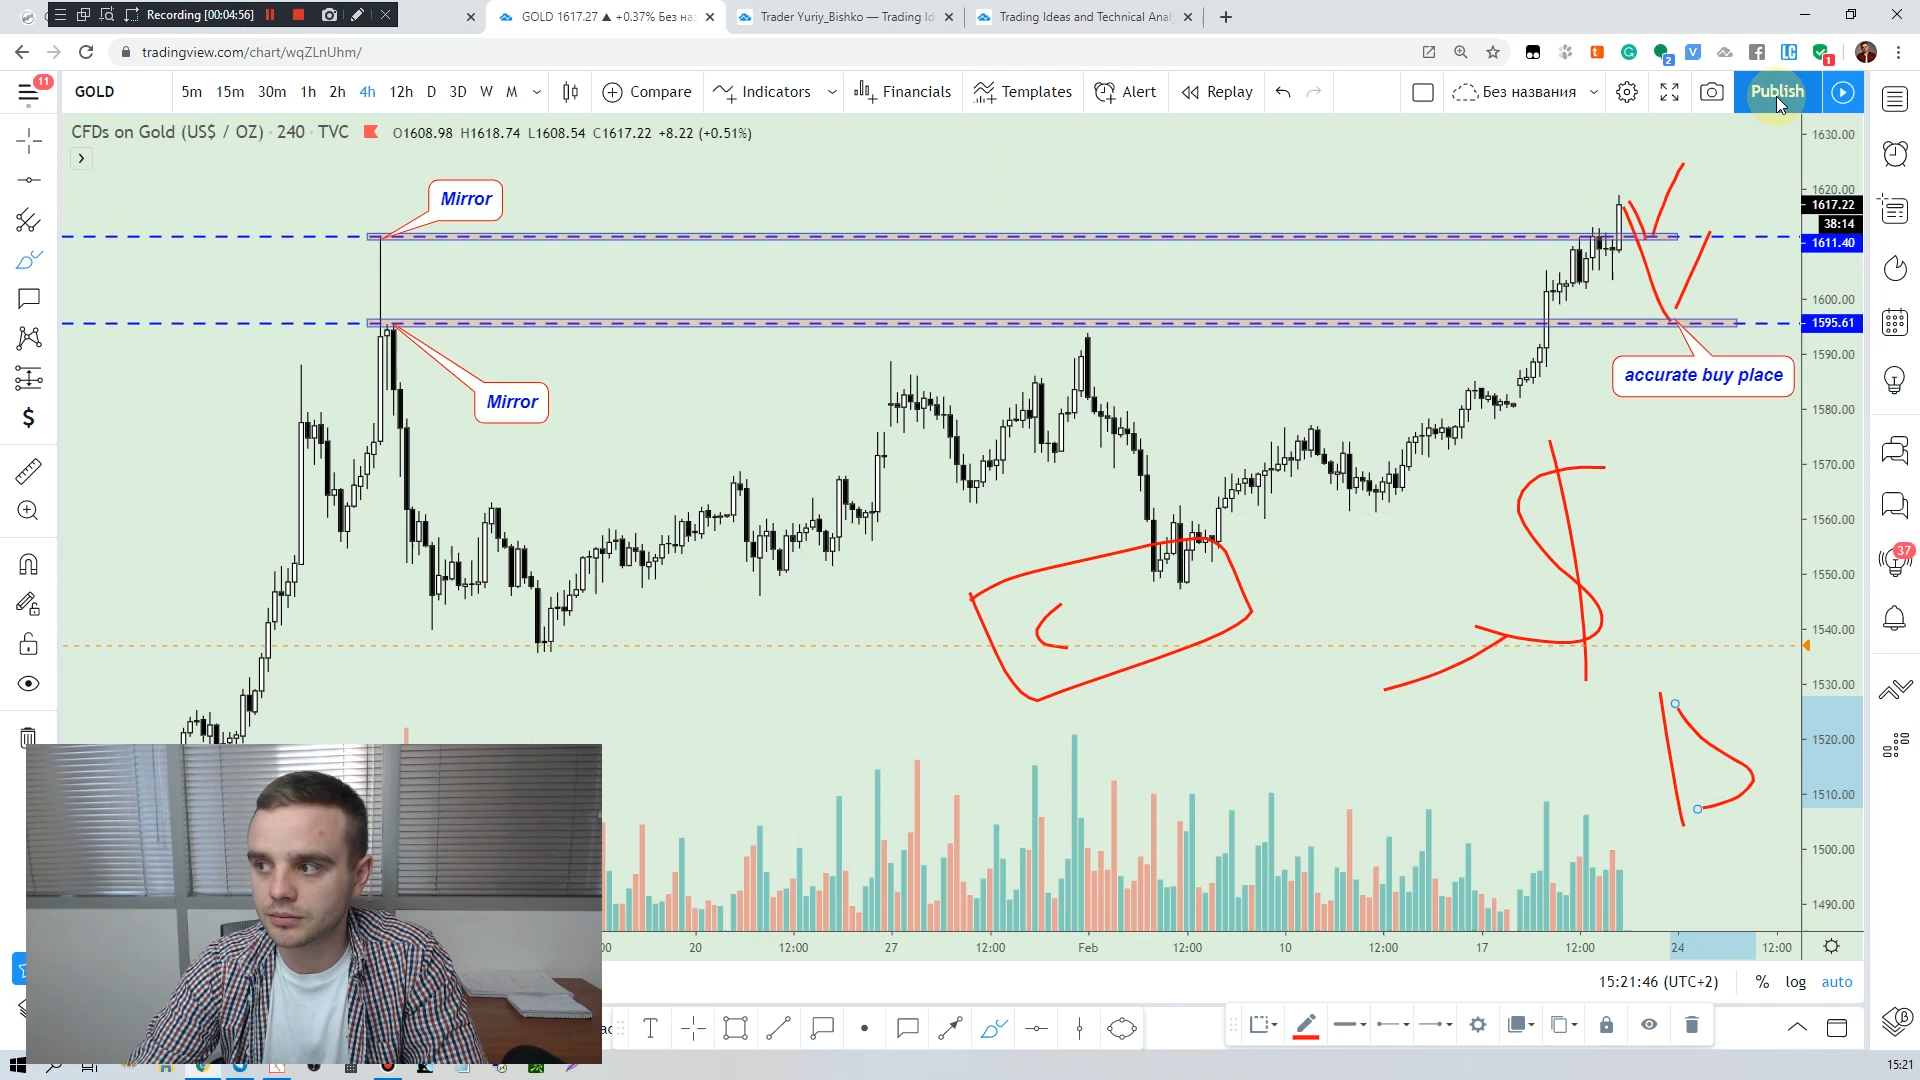 Recording [00:04:56]
GOLD 1617.27 ▲ +0.37% Без на
Trader Yuriy_Bishko — Trading Id
Trading Ideas and Technical Anal
tradingview.com/chart/wqZLnUhm/
2
1
11
GOLD
5m 15m 30m 1h 2h 4h 12h D 3D W M
Compare
Indicators
Financials
Templates
Alert
Replay
Без названия
Publish
CFDs on Gold (US$ / OZ) · 240 · TVC
O1608.98 H1618.74 L1608.54 C1617.22 +8.22 (+0.51%)
1630.00
Mirror
1620.00
1617.22
38:14
1611.40
1600.00
1595.61
1590.00
accurate buy place
Mirror
1580.00
1570.00
1560.00
1550.00
37
1540.00
1530.00
1520.00
1510.00
1500.00
1490.00
20 12:00 27 12:00 Feb 12:00 10 12:00 17 12:00 24 12:00
15:21:46 (UTC+2) % log auto
15:21